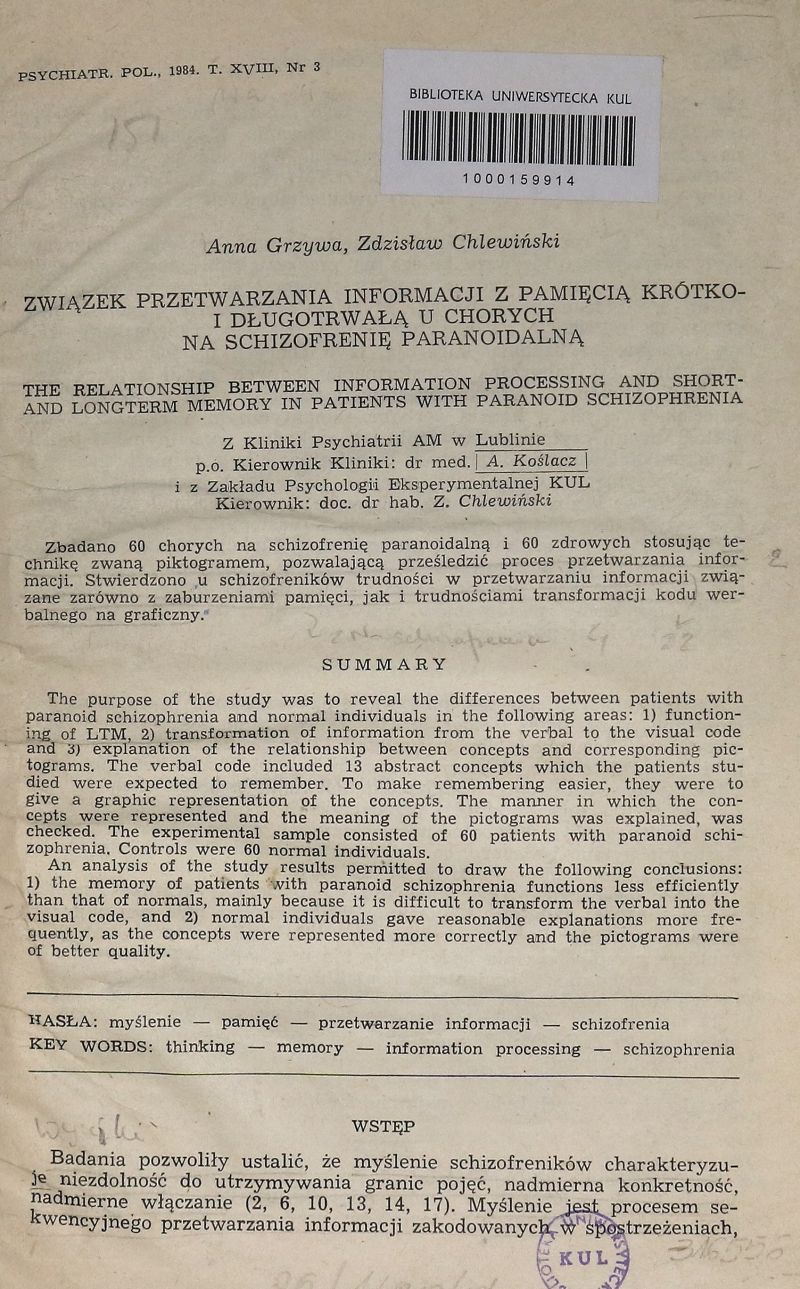 PSYCHIATR. POL., 1984. T. XVIII, Nr 3
BIBLIOTEKA UNIWERSYTECKA KUL
1000159914
Anna Grzywa, Zdzisław Chlewiński
ZWIĄZEK PRZETWARZANIA INFORMACJI Z PAMIĘCIĄ KRÓTKO-
I DŁUGOTRWAŁĄ U CHORYCH
NA SCHIZOFRENIĘ PARANOIDALNĄ
THE RELATIONSHIP BETWEEN INFORMATION PROCESSING AND SHORT-
AND LONGTERM MEMORY IN PATIENTS WITH PARANOID SCHIZOPHRENIA
Z Kliniki Psychiatrii AM w Lublinie
p.o. Kierownik Kliniki: dr med. A. Koślacz
i z Zakładu Psychologii Eksperymentalnej KUL
Kierownik: doc. dr hab. Z. Chlewiński
Zbadano 60 chorych na schizofrenię paranoidalną i 60 zdrowych stosując te-
chnikę zwaną piktogramem, pozwalającą prześledzić proces przetwarzania infor-
macji. Stwierdzono u schizofreników trudności w przetwarzaniu informacji zwią-
zane zarówno z zaburzeniami pamięci, jak i trudnościami transformacji kodu wer-
balnego na graficzny.
SUMMARY
The purpose of the study was to reveal the differences between patients with
paranoid schizophrenia and normal individuals in the following areas: 1) function-
ing of LTM, 2) transformation of information from the verbal to the visual code
and 3) explanation of the relationship between concepts and corresponding pic-
tograms. The verbal code included 13 abstract concepts which the patients stu-
died were expected to remember. To make remembering easier, they were to
give a graphic representation of the concepts. The manner in which the con-
cepts were represented and the meaning of the pictograms was explained, was
checked. The experimental sample consisted of 60 patients with paranoid schi-
zophrenia. Controls were 60 normal individuals.
An analysis of the study results permitted to draw the following conclusions:
1) the memory of patients with paranoid schizophrenia functions less efficiently
than that of normals, mainly because it is difficult to transform the verbal into the
visual code, and 2) normal individuals gave reasonable explanations more fre-
quently, as the concepts were represented more correctly and the pictograms were
of better quality.
HASŁA: myślenie — pamięć — przetwarzanie informacji — schizofrenia
KEY WORDS: thinking — memory — information processing — schizophrenia
WSTĘP
Badania pozwoliły ustalić, że myślenie schizofreników charakteryzu-
je niezdolność do utrzymywania granic pojęć, nadmierna konkretność,
nadmierne włączanie (2, 6, 10, 13, 14, 17). Myślenie jest procesem se-
kwencyjnego przetwarzania informacji zakodowanych w spostrzeżeniach,
KUL